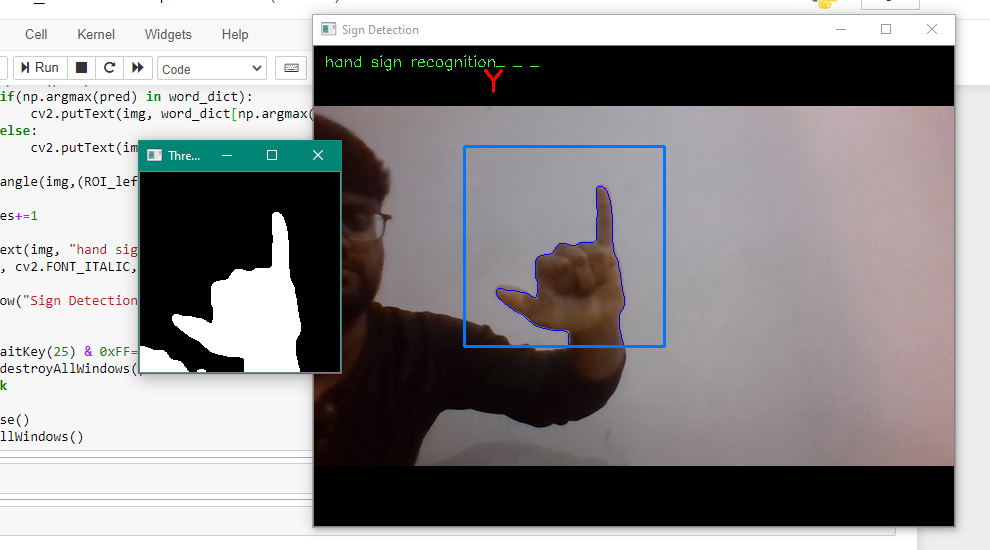 Cell Kernel Widgets Help
Run Code
if(np.argmax(pred) in word_dict):
cv2.putText(img, word_dict[np.argmax(
else:
cv2.putText(im
angle(img,(ROI_lef
es+=1
ext(img, "hand sig
, cv2.FONT_ITALIC,
ow("Sign Detection
aitKey(25) & 0xFF=
destroyAllWindows()
k
se()
llWindows()
Thre...
Sign Detection
hand sign recognition_ _ _
Y